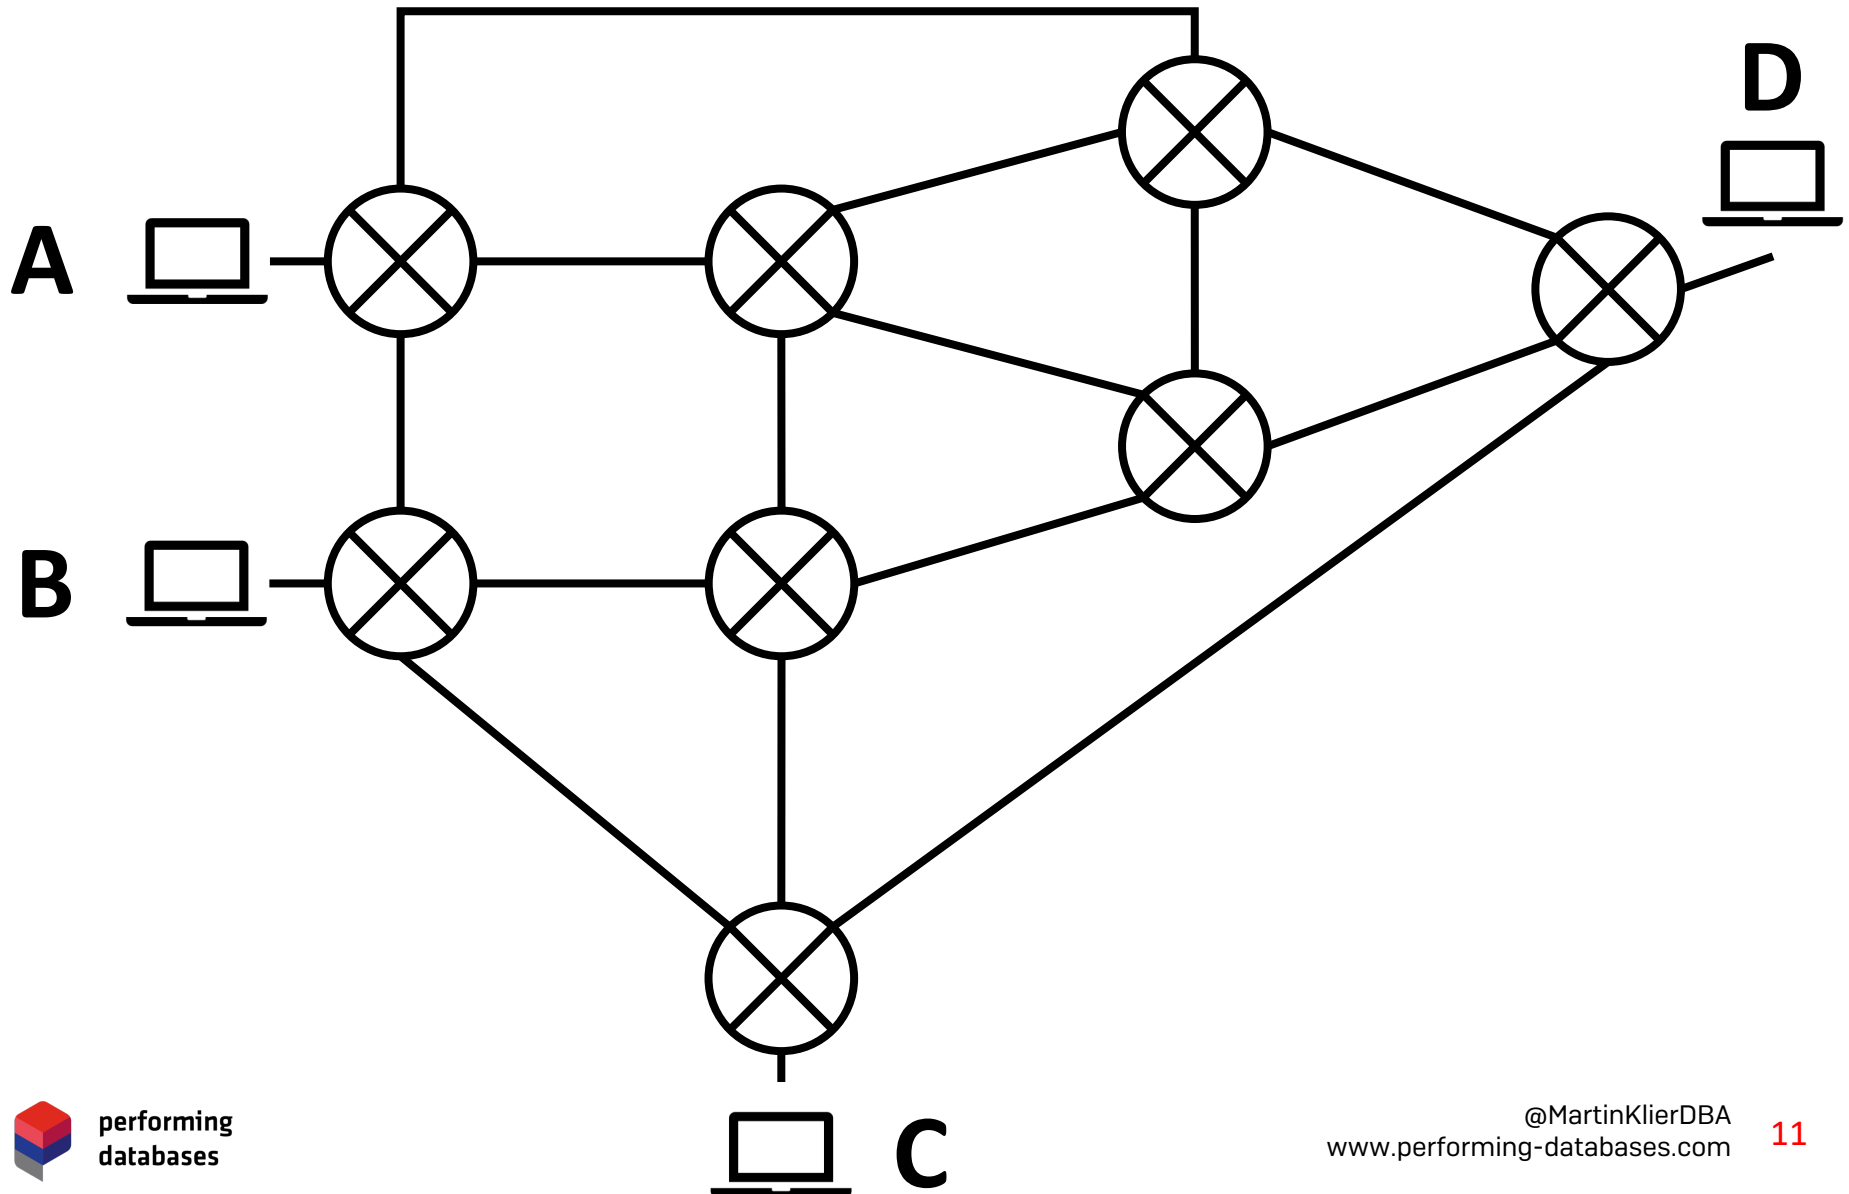 D
A
B
C
performing
databases
@MartinKlierDBA
www.performing-databases.com
11